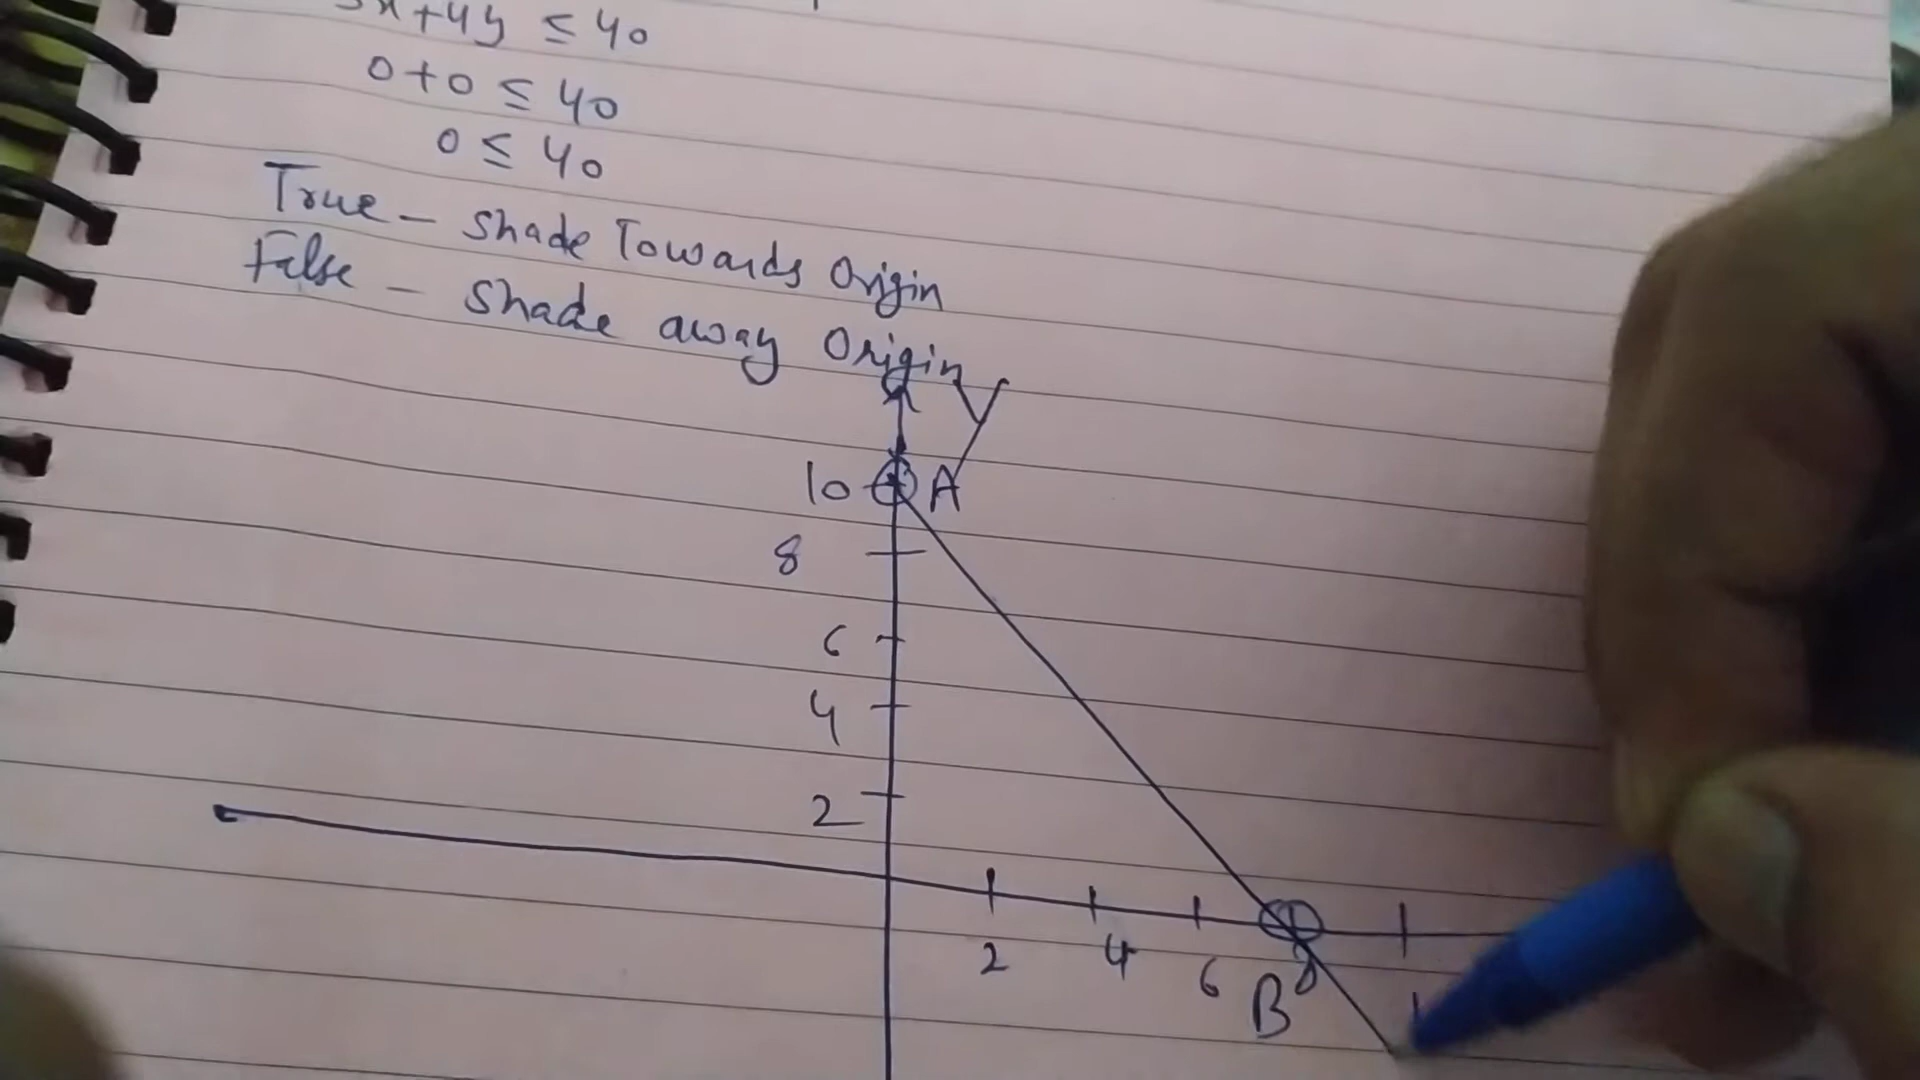 5x+4y ≤ 40
0+0 ≤ 40
0 ≤ 40
True - Shade Towards Origin
False - Shade away Origin
Y
10 A
8
6
4
2
2 4 6 8
B